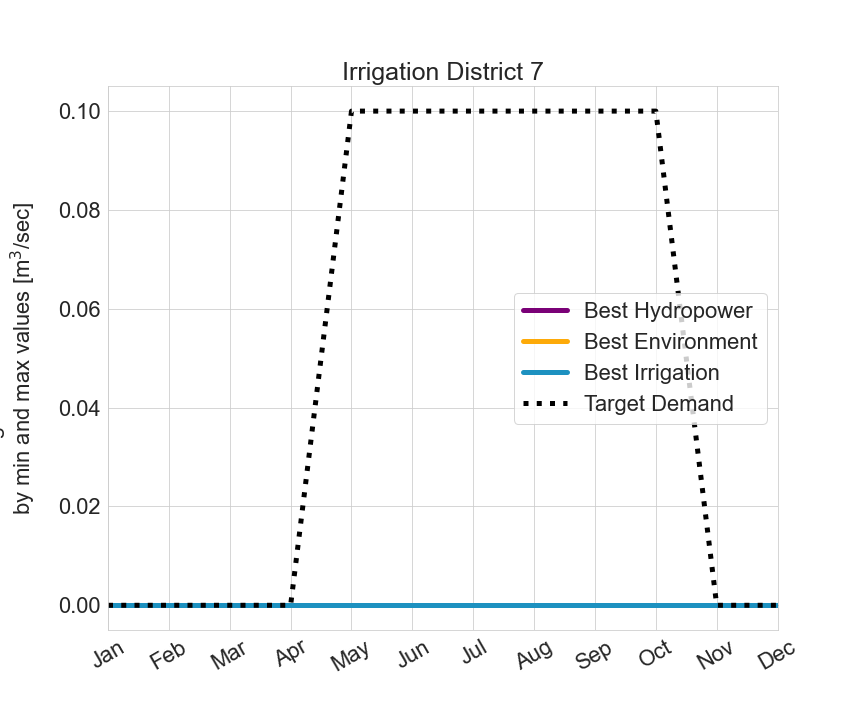 Irrigation District 7
by min and max values [m³/sec]
0.10
0.08
0.06
0.04
0.02
0.00
Best Hydropower
Best Environment
Best Irrigation
Target Demand
Jan Feb Mar Apr May Jun Jul Aug Sep Oct Nov Dec